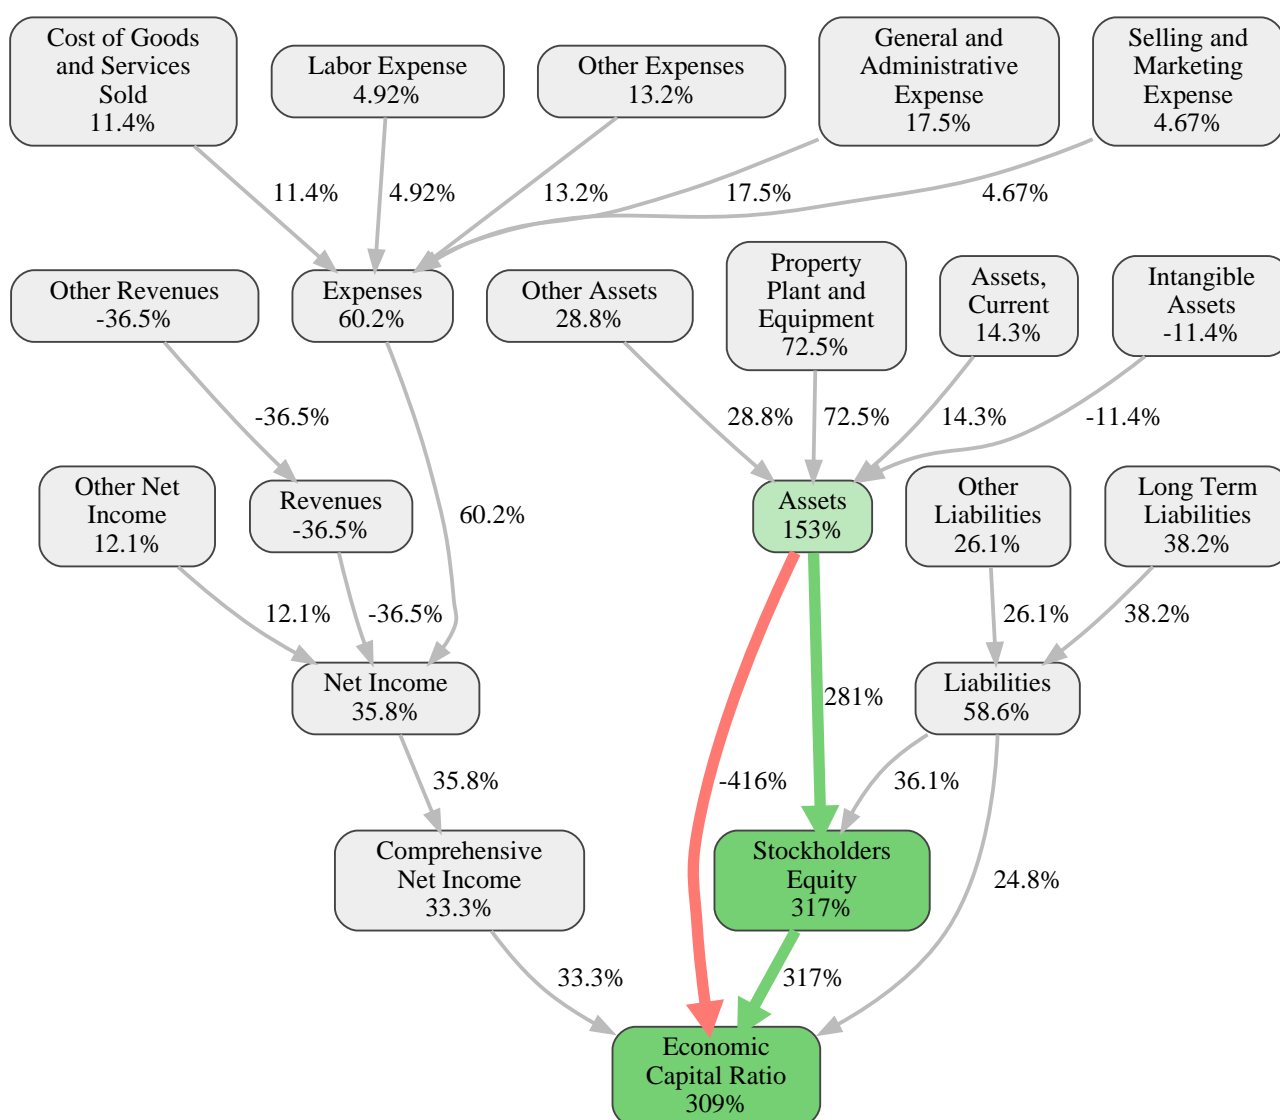 Cost of Goods
and Services
Sold
11.4%
Labor Expense
4.92%
Other Expenses
13.2%
General and
Administrative
Expense
17.5%
Selling and
Marketing
Expense
4.67%
11.4%
4.92%
13.2%
17.5%
4.67%
Other Revenues
-36.5%
Expenses
60.2%
Other Assets
28.8%
Property
Plant and
Equipment
72.5%
Assets,
Current
14.3%
Intangible
Assets
-11.4%
-36.5%
28.8%
72.5%
14.3%
-11.4%
Other Net
Income
12.1%
Revenues
-36.5%
60.2%
Assets
153%
Other
Liabilities
26.1%
Long Term
Liabilities
38.2%
12.1%
-36.5%
26.1%
38.2%
Net Income
35.8%
281%
Liabilities
58.6%
35.8%
-416%
36.1%
Comprehensive
Net Income
33.3%
Stockholders
Equity
317%
24.8%
33.3%
317%
Economic
Capital Ratio
309%